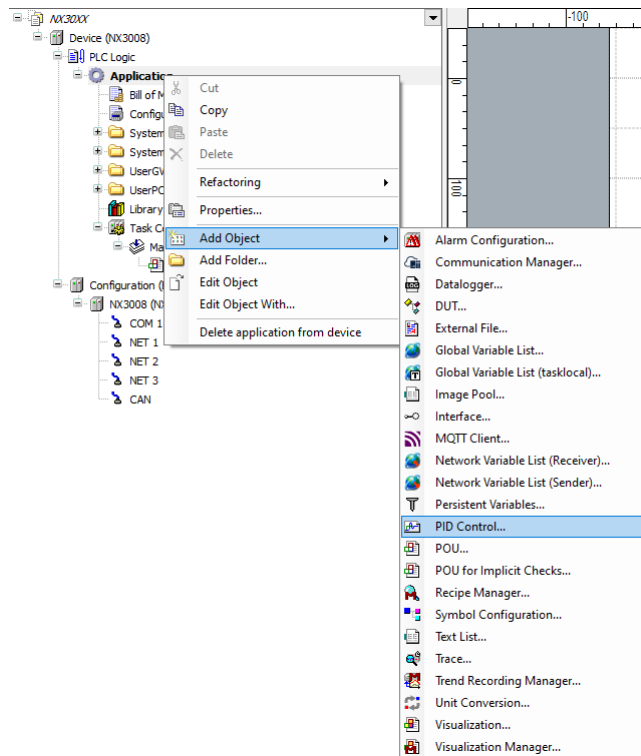 NX30XX
-100
Device (NX3008)
PLC Logic
Application
Bill of M
Configu
System
System
UserGV
UserPO
Library
Task Co
Ma
Configuration (
NX3008 (N
COM 1
NET 1
NET 2
NET 3
CAN
0
100
Cut
Copy
Paste
Delete
Refactoring
Properties...
Add Object
Add Folder...
Edit Object
Edit Object With...
Delete application from device
Alarm Configuration...
Communication Manager...
Datalogger...
DUT...
External File...
Global Variable List...
Global Variable List (tasklocal)...
Image Pool...
Interface...
MQTT Client...
Network Variable List (Receiver)...
Network Variable List (Sender)...
Persistent Variables...
PID Control...
POU...
POU for Implicit Checks...
Recipe Manager...
Symbol Configuration...
Text List...
Trace...
Trend Recording Manager...
Unit Conversion...
Visualization...
Visualization Manager...